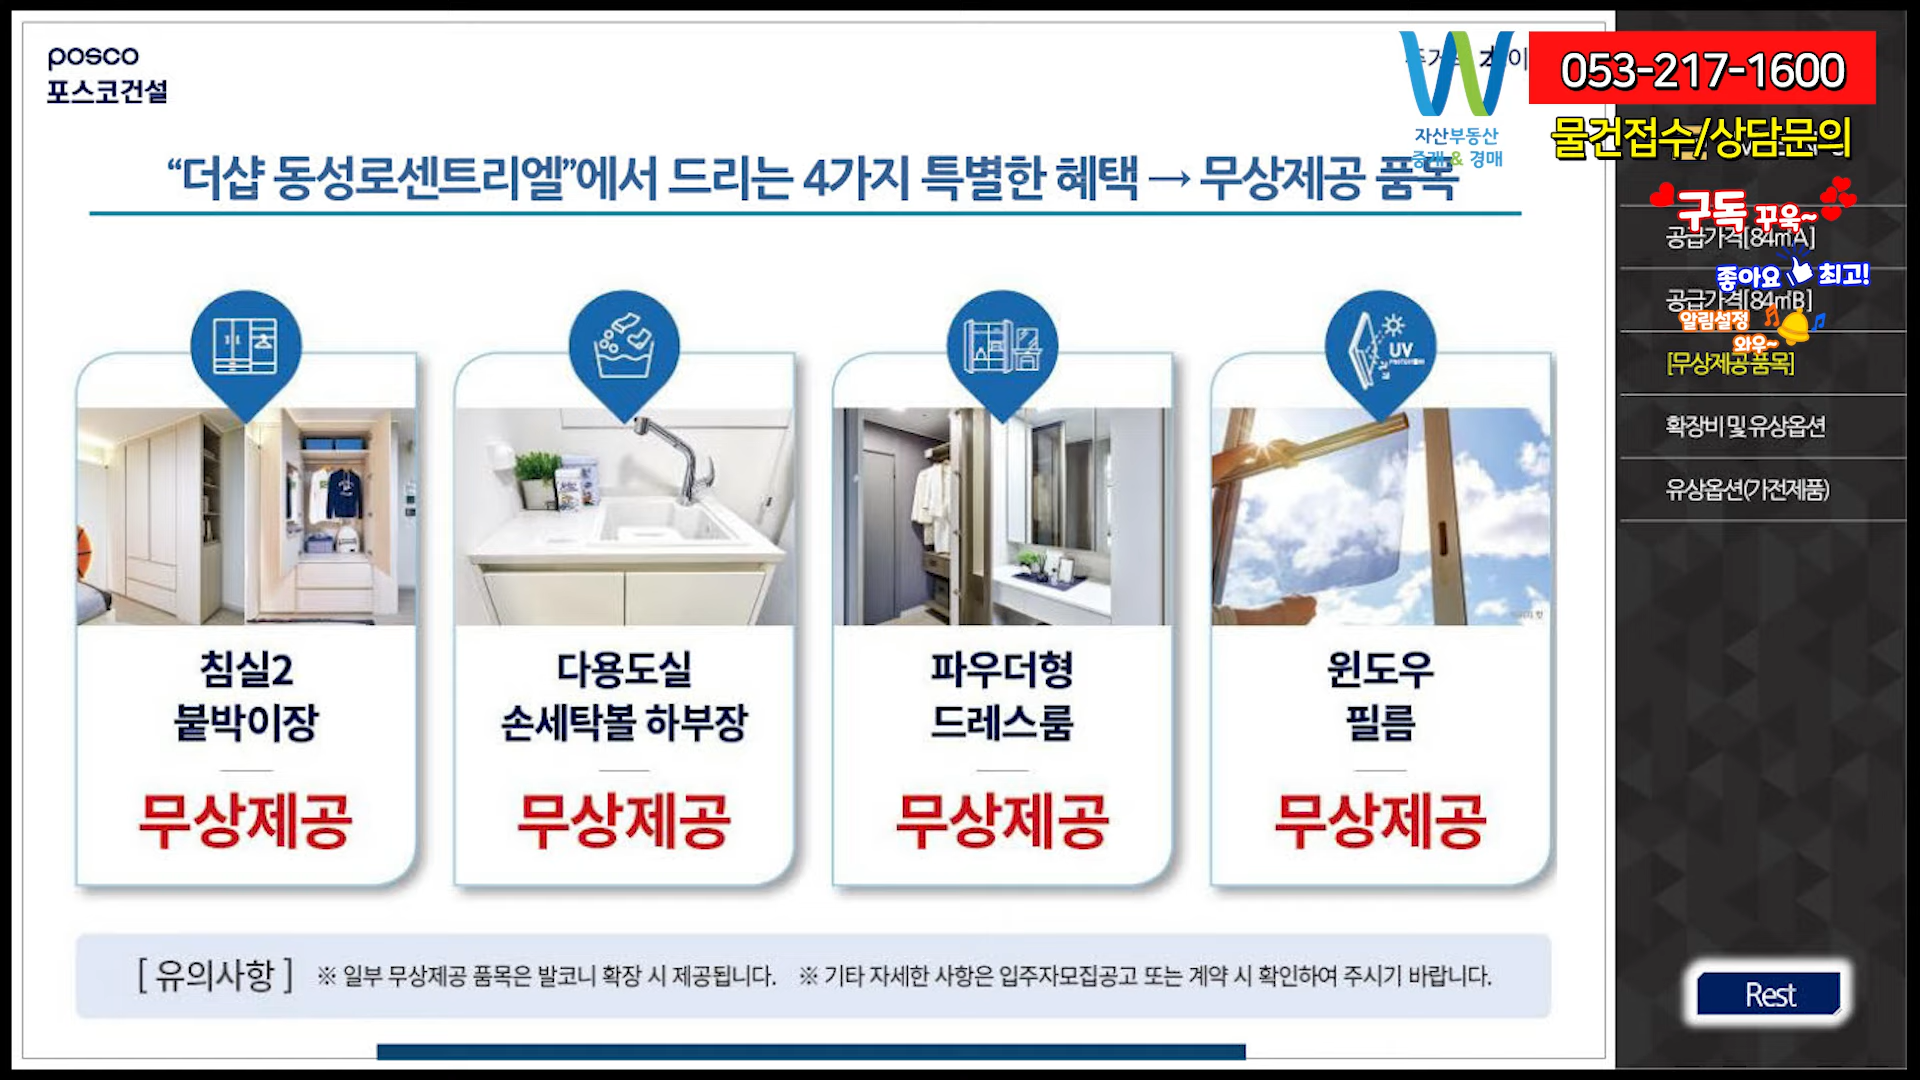 posco
포스코건설
자산부동산
중개 & 경매
053-217-1600
물건접수/상담문의
“더샵 동성로센트리엘”에서 드리는 4가지 특별한 혜택 → 무상제공 품목
구독 꾸욱~
공급가격[84㎡A]
좋아요 최고!
공급가격[84㎡B]
알림설정
와우~
[무상제공 품목]
확장비 및 유상옵션
유상옵션(가전제품)
UV
침실2
붙박이장
무상제공
다용도실
손세탁볼 하부장
무상제공
파우더형
드레스룸
무상제공
윈도우
필름
무상제공
[ 유의사항 ] ※ 일부 무상제공 품목은 발코니 확장 시 제공됩니다. ※ 기타 자세한 사항은 입주자모집공고 또는 계약 시 확인하여 주시기 바랍니다.
Rest